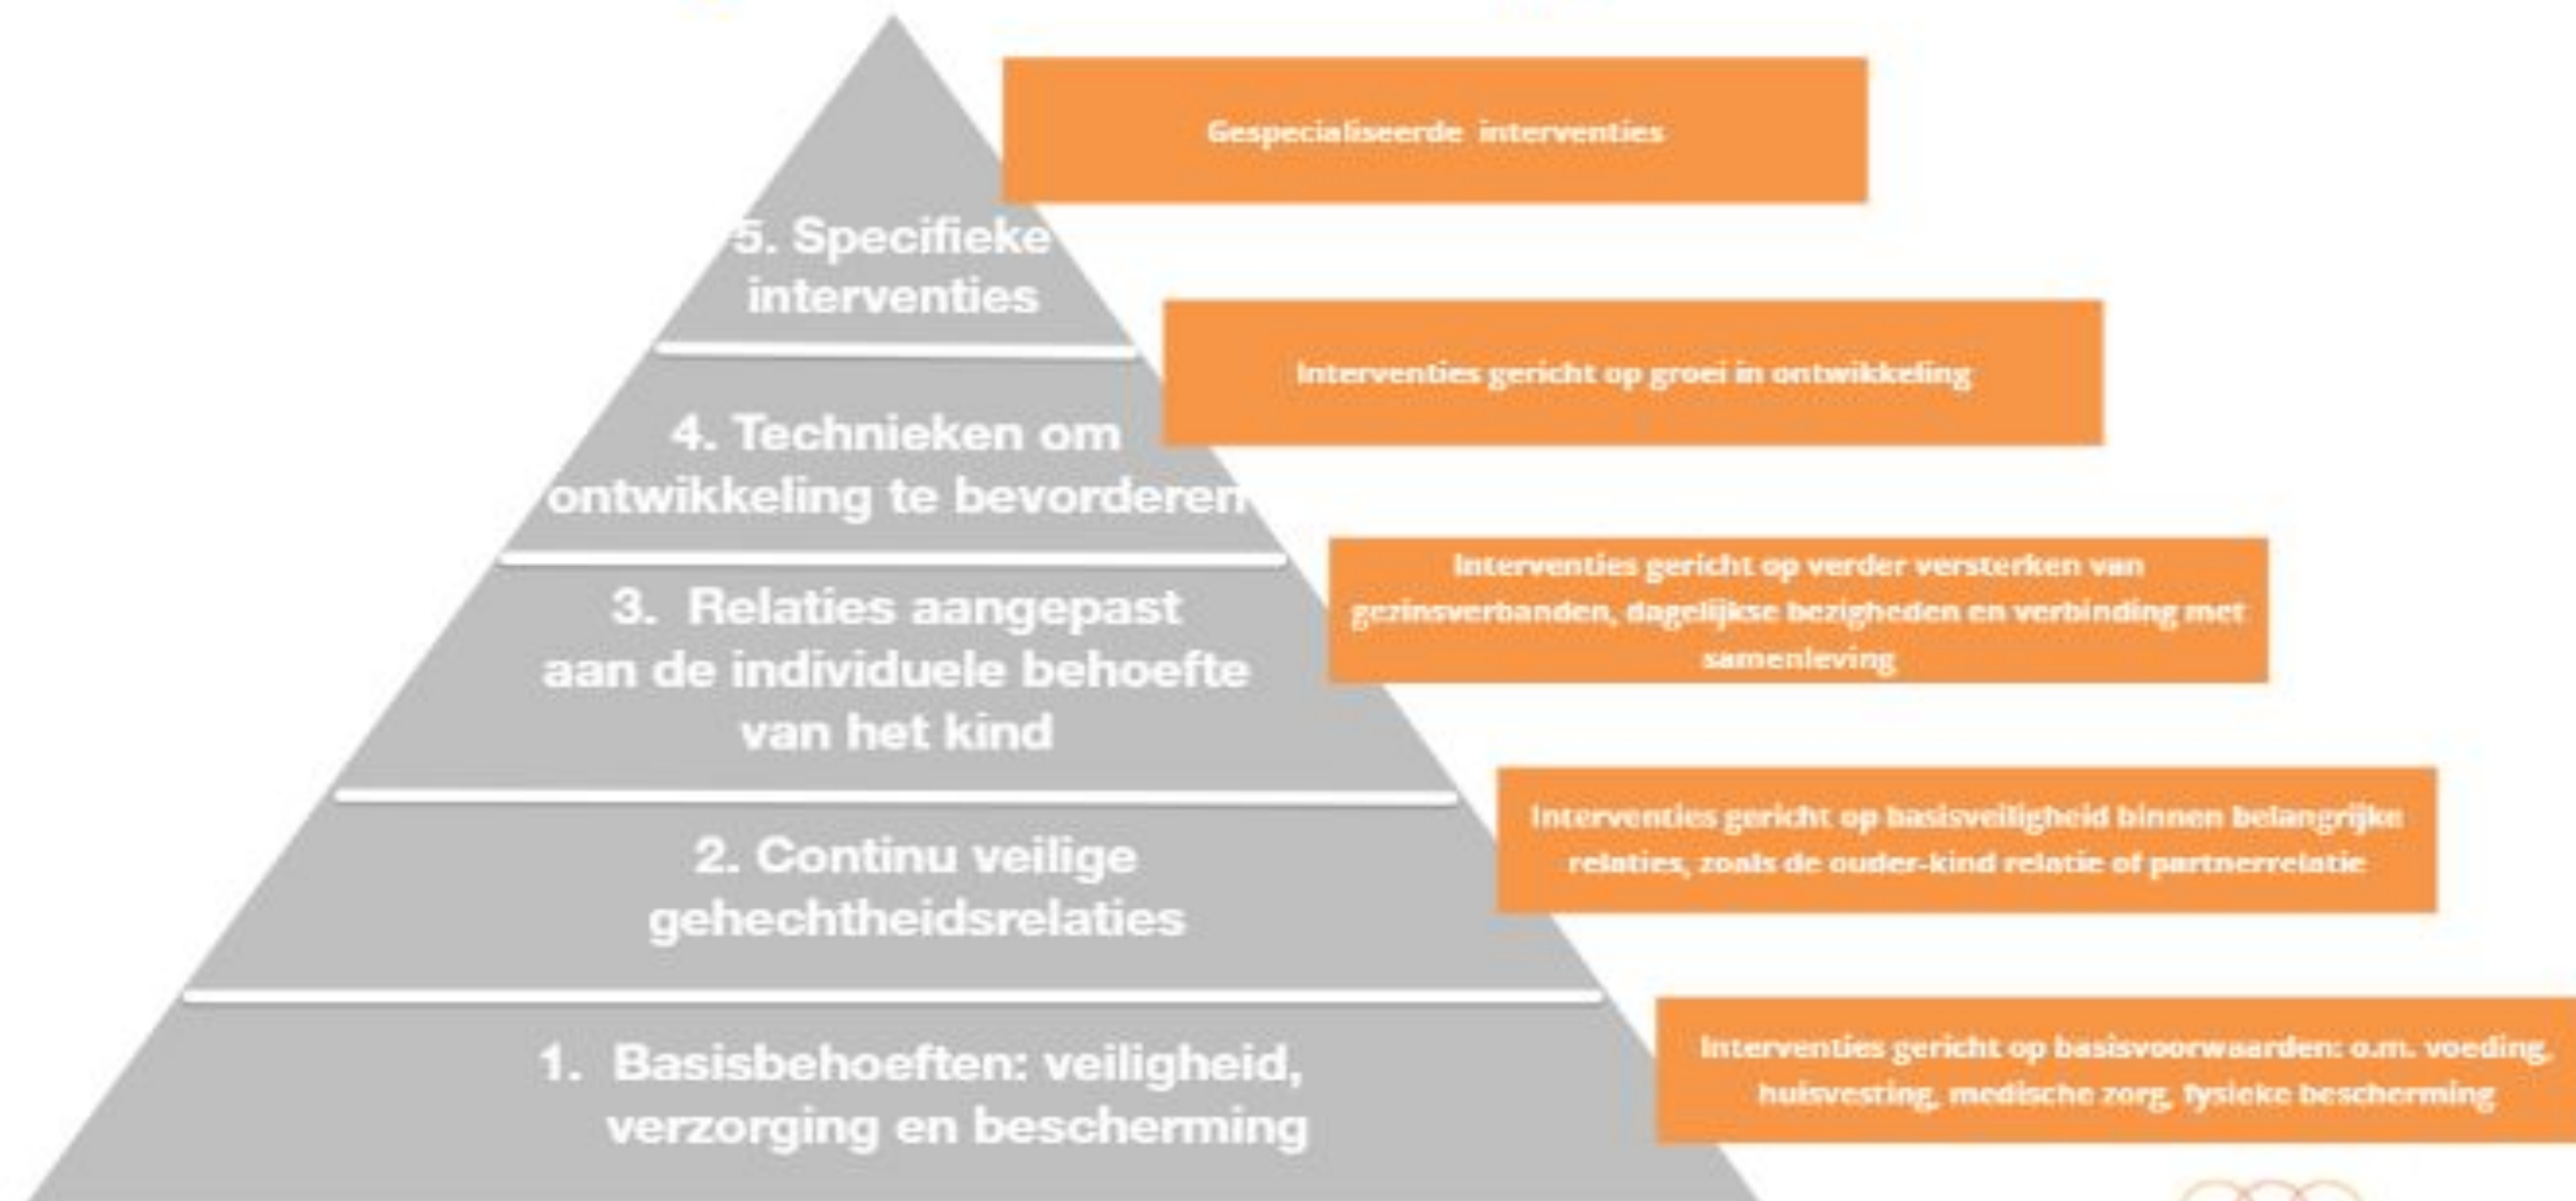 Gespecialiseerde interventies
5. Specifieke
interventies
Interventies gericht op groei in ontwikkeling
4. Technieken om
ontwikkeling te bevorderen
Interventies gericht op verder versterken van
gezinsverbanden, dagelijkse bezigheden en verbinding met
samenleving
3. Relaties aangepast
aan de individuele behoefte
van het kind
Interventies gericht op basisveiligheid binnen belangrijke
relaties, zoals de ouder-kind relatie of partnerrelatie
2. Continu veilige
gehechtheidsrelaties
Interventies gericht op basisvoorwaarden: o.m. voeding,
huisvesting, medische zorg, fysieke bescherming
1. Basisbehoeften: veiligheid,
verzorging en bescherming